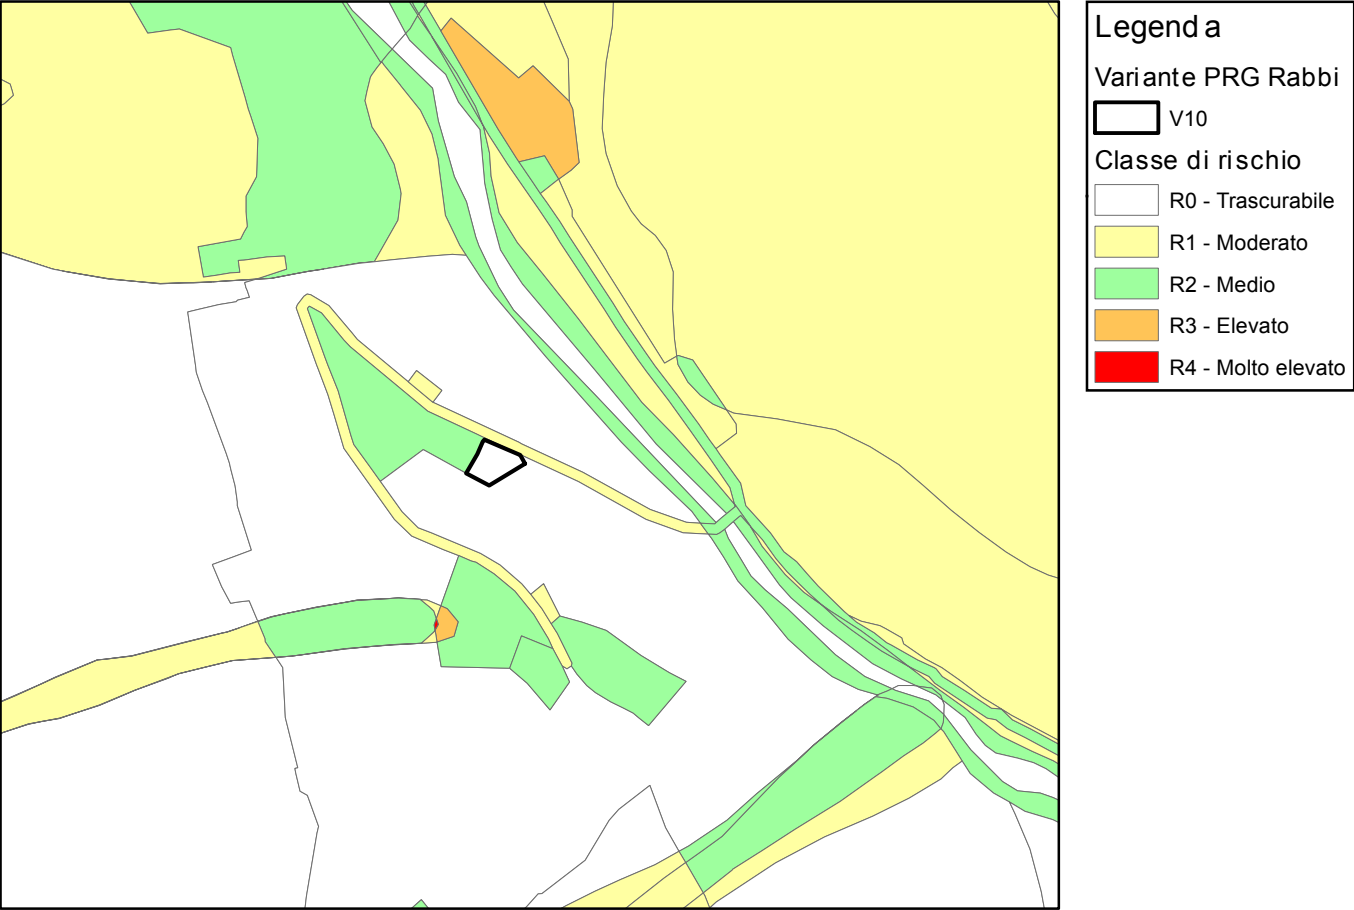 Legenda
Variante PRG Rabbi
V10
Classe di rischio
R0 - Trascurabile
R1 - Moderato
R2 - Medio
R3 - Elevato
R4 - Molto elevato